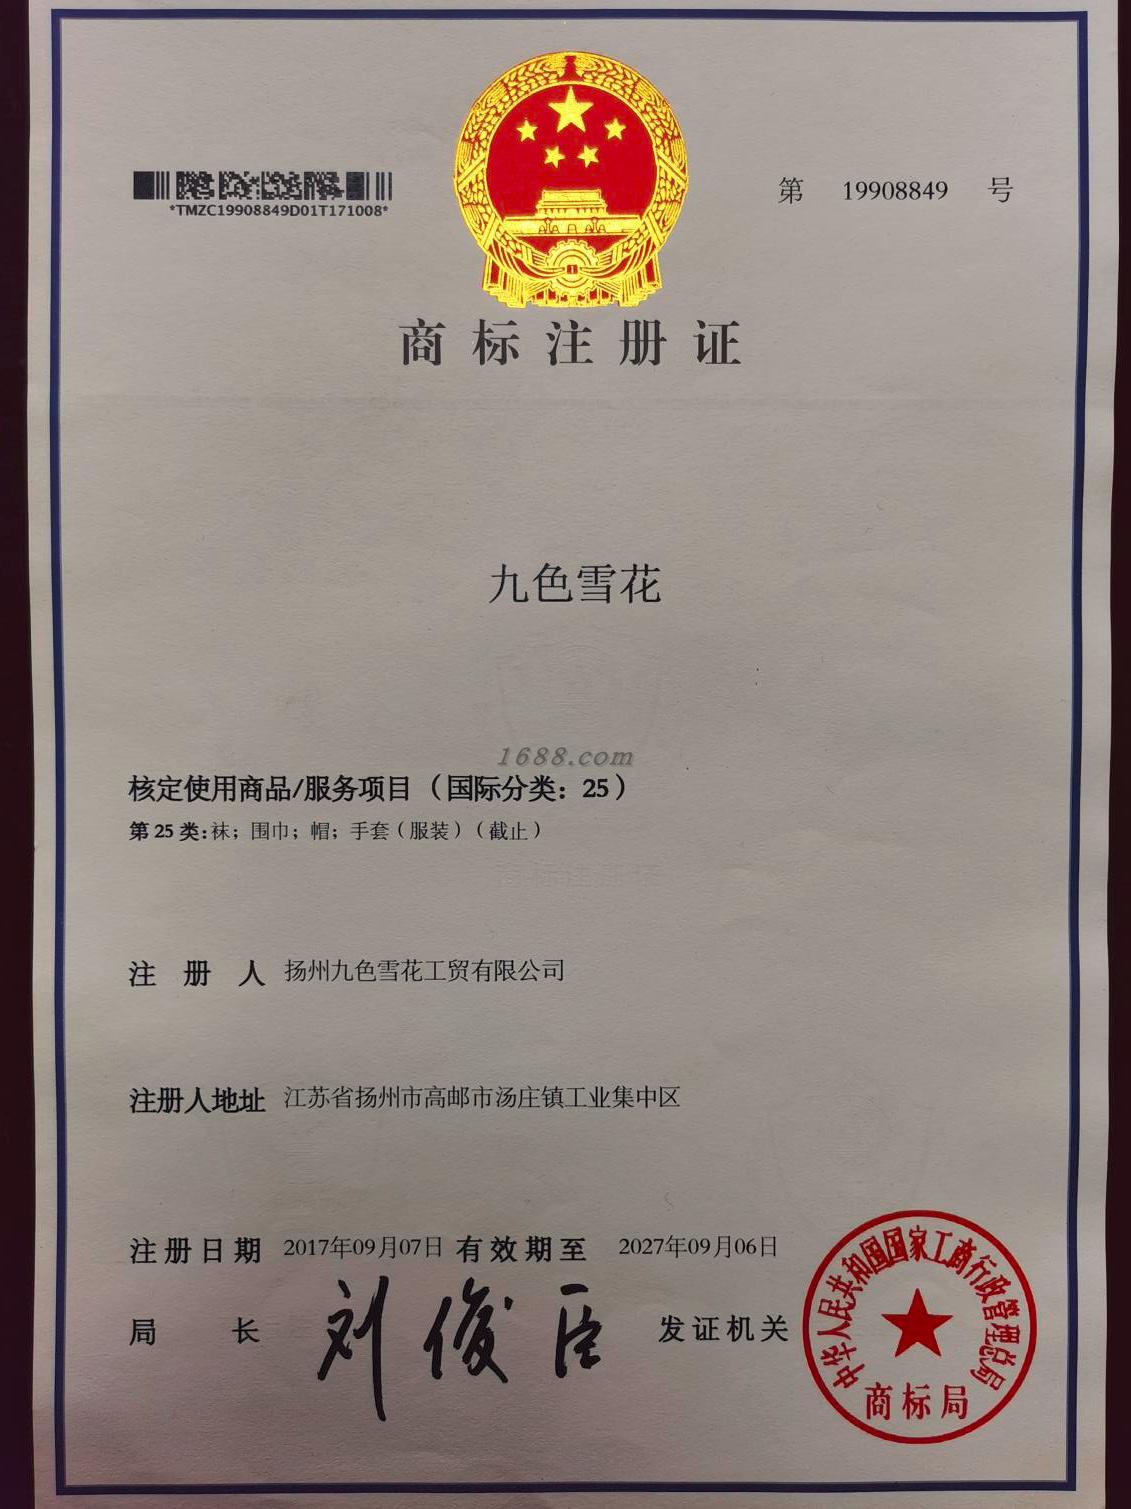 *TMZC19908849D01T171008*
第 19908849 号
商标注册证
九色雪花
1688.com
核定使用商品/服务项目（国际分类：25）
第25类：袜；围巾；帽；手套（服装）（截止）
注册人 扬州九色雪花工贸有限公司
注册人地址 江苏省扬州市高邮市汤庄镇工业集中区
注册日期 2017年09月07日 有效期至 2027年09月06日
局长 刘俊臣 发证机关
中华人民共和国国家工商行政管理总局
商标局